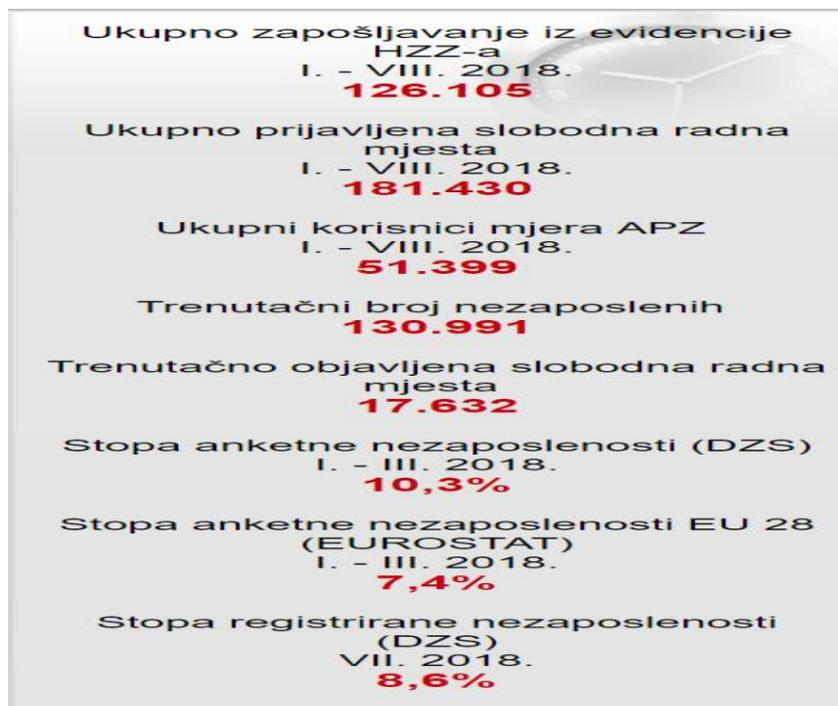 Ukupno zapošljavanje iz evidencije
HZZ-a
I. - VIII. 2018.
126.105
Ukupno prijavljena slobodna radna
mjesta
I. - VIII. 2018.
181.430
Ukupni korisnici mjera APZ
I. - VIII. 2018.
51.399
Trenutačni broj nezaposlenih
130.991
Trenutačno objavljena slobodna radna
mjesta
17.632
Stopa anketne nezaposlenosti (DZS)
I. - III. 2018.
10,3%
Stopa anketne nezaposlenosti EU 28
(EUROSTAT)
I. - III. 2018.
7,4%
Stopa registrirane nezaposlenosti
(DZS)
VII. 2018.
8,6%